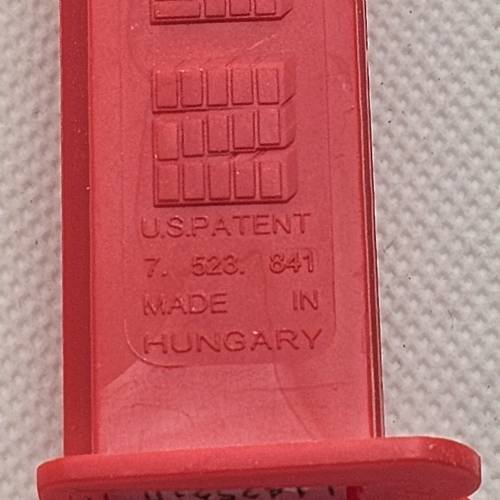 U.S.PATENT
7. 523. 841
MADE IN
HUNGARY